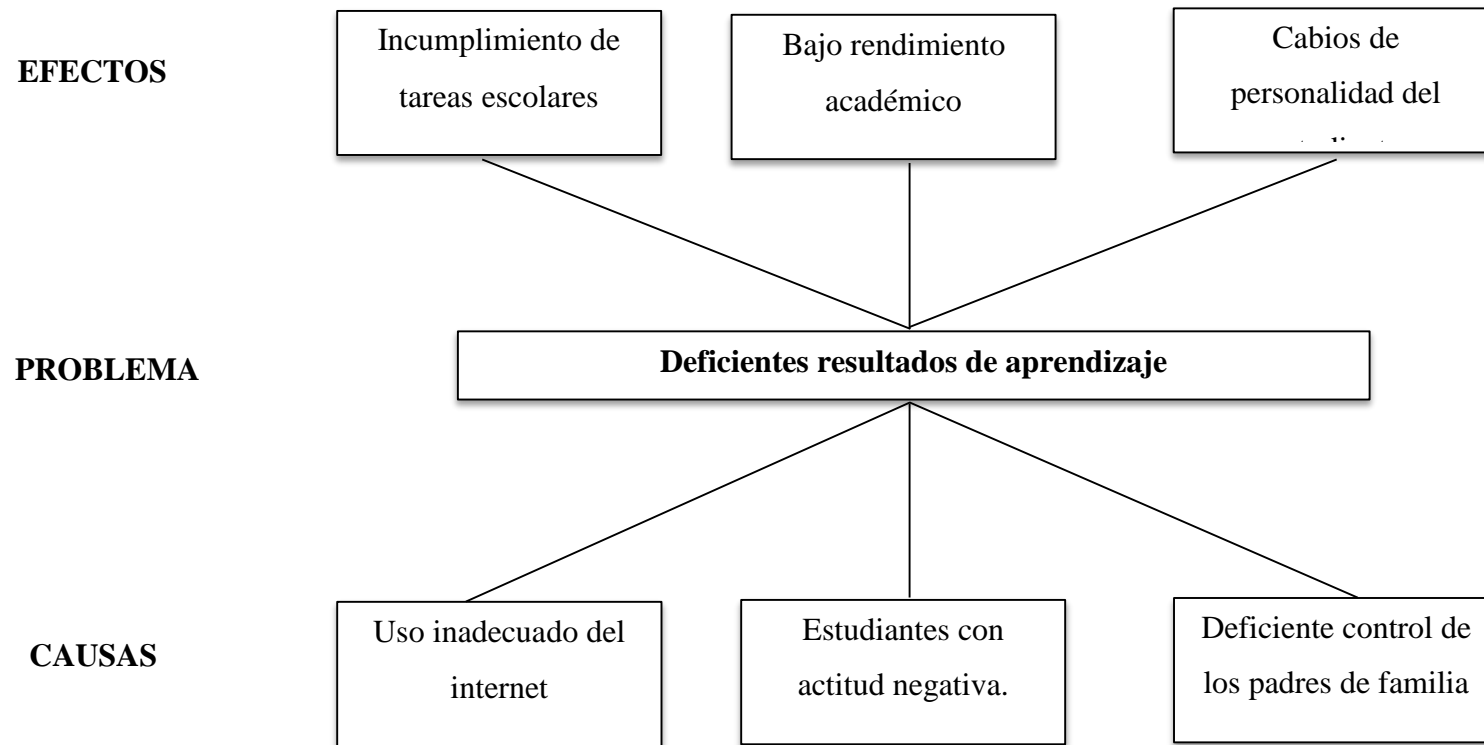 EFECTOS
Incumplimiento de
tareas escolares
Bajo rendimiento
académico
Cabios de
personalidad del
PROBLEMA
Deficientes resultados de aprendizaje
CAUSAS
Uso inadecuado del
internet
Estudiantes con
actitud negativa.
Deficiente control de
los padres de familia